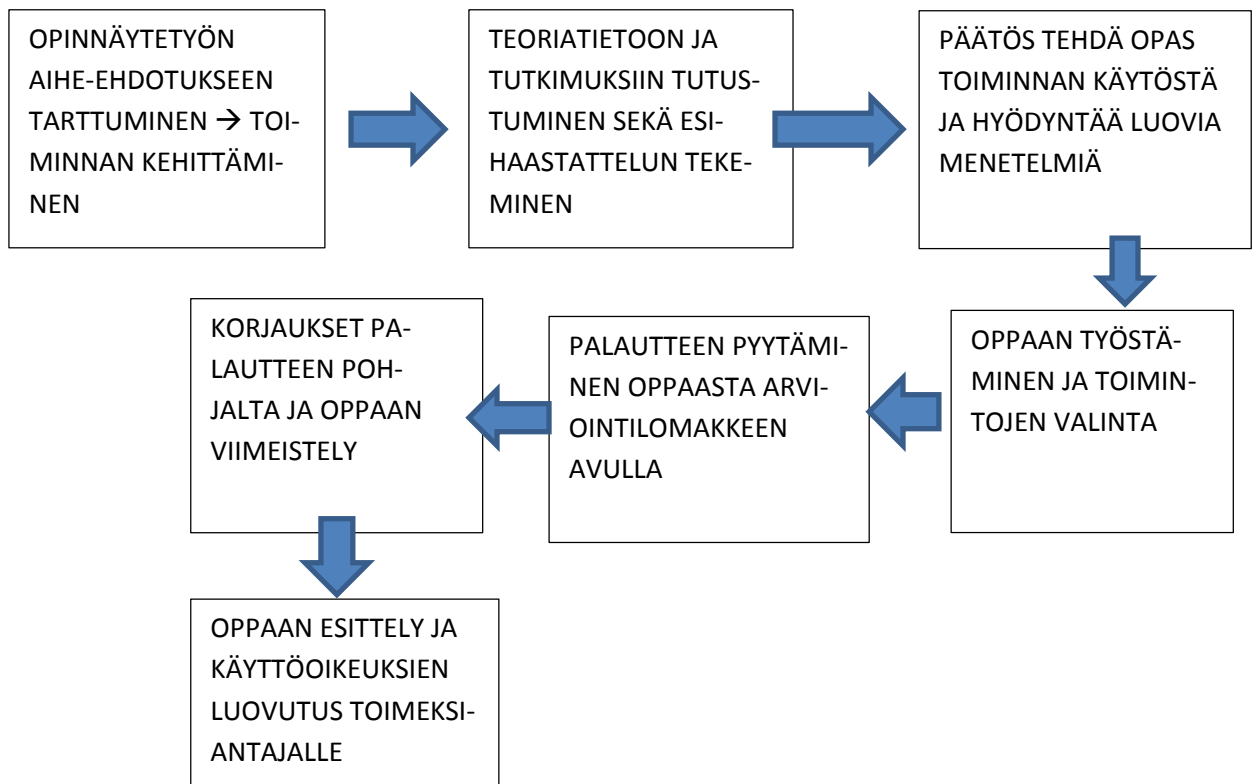 OPINNÄYTETYÖN
AIHE-EHDOTUKSEEN
TARTTUMINEN → TOI-
MINNAN KEHITTÄMI-
NEN
TEORIATIETOON JA
TUTKIMUKSIIN TUTUS-
TUMINEN SEKÄ ESI-
HAASTATTELUN TEKE-
MINEN
PÄÄTÖS TEHDÄ OPAS
TOIMINNAN KÄYTÖSTÄ
JA HYÖDYNTÄÄ LUOVIA
MENETELMIÄ
OPPAAN TYÖSTÄ-
MINEN JA TOIMIN-
TOJEN VALINTA
PALAUTTEEN PYYTÄMI-
NEN OPPAASTA ARVI-
OINTILOMAKKEEN
AVULLA
KORJAUKSET PA-
LAUTTEEN POH-
JALTA JA OPPAAN
VIIMEISTELY
OPPAAN ESITTELY JA
KÄYTTÖOIKEUKSIEN
LUOVUTUS TOIMEKSI-
ANTAJALLE